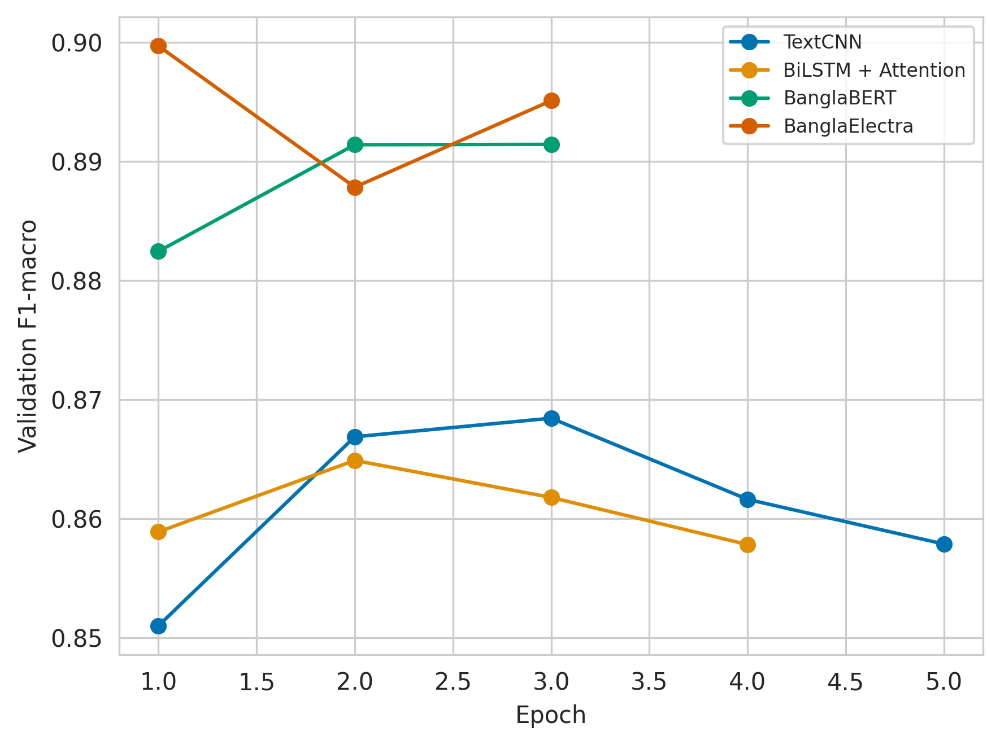 TextCNN
BiLSTM + Attention
BanglaBERT
BanglaElectra
0.90
0.89
0.88
0.87
0.86
0.85
Validation F1-macro
1.0 1.5 2.0 2.5 3.0 3.5 4.0 4.5 5.0
Epoch